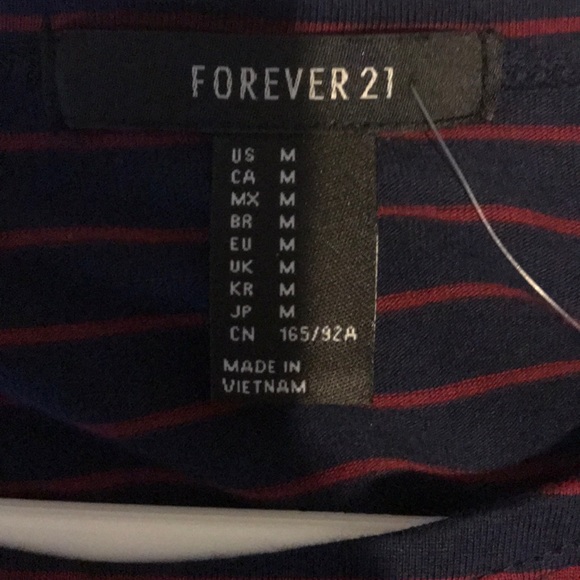 FOREVER 21
US M
CA M
MX M
BR M
EU M
UK M
KR M
JP M
CN 165/92A
MADE IN
VIETNAM